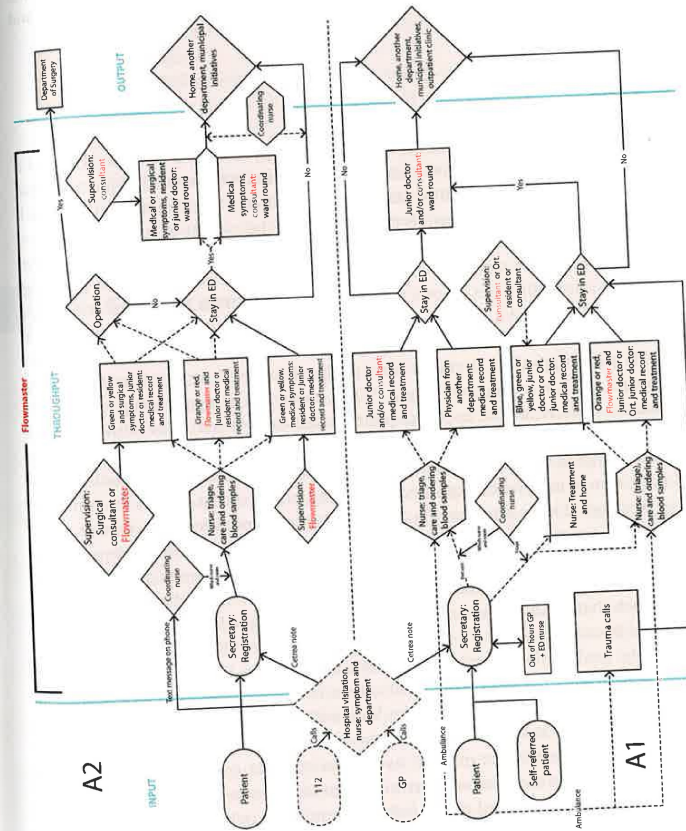 Flowmaster
INPUT
THROUGHPUT
OUTPUT
A2
Patient
112
GP
Calls
Calls
Hospital visitation,
nurse: symptom and
department
Text message on phone
Cetrea note
Cetrea note
Secretary:
Registration
Coordinating
nurse
Supervision:
Surgical
consultant or
Flowmaster
Nurse: triage,
care and ordering
blood samples
Supervision:
Flowmaster
Green or yellow
and surgical
symptoms, junior
doctor or resident:
medical record
and treatment
Orange or red,
Flowmaster and
Junior doctor or
resident: medical
record and treatment
Green or yellow,
medical symptoms:
resident or Junior
doctor: medical
record and treatment
Operation
Yes
No
Stay in ED
Yes
No
Department
of Surgery
Supervision:
consultant
Medical or surgical
symptoms, resident
or junior doctor:
ward round
Medical
symptoms,
consultant:
ward round
Coordinating
nurse
Home, another
department, municipal
initiatives
A1
Patient
Self-referred
patient
Ambulance
Ambulance
Secretary:
Registration
Out of hours GP
+ ED nurse
Trauma calls
Nurse: triage,
care and ordering
blood samples
Coordinating
nurse
Nurse: Treatment
and home
Nurse: (triage),
care and ordering
blood samples
Junior doctor
and/or consultant:
medical record
and treatment
Physician from
another
department:
medical record
and treatment
Supervision:
consultant or Ort.
resident or
consultant
Blue, green or
yellow, junior
doctor or Ort.
junior doctor:
medical record
and treatment
Orange or red,
Flowmaster and
junior doctor or
Ort. junior doctor:
medical record
and treatment
Stay in ED
No
Stay in ED
Yes
No
Junior doctor
and/or consultant:
ward round
Home, another
department,
municipal initiatives,
outpatient clinic